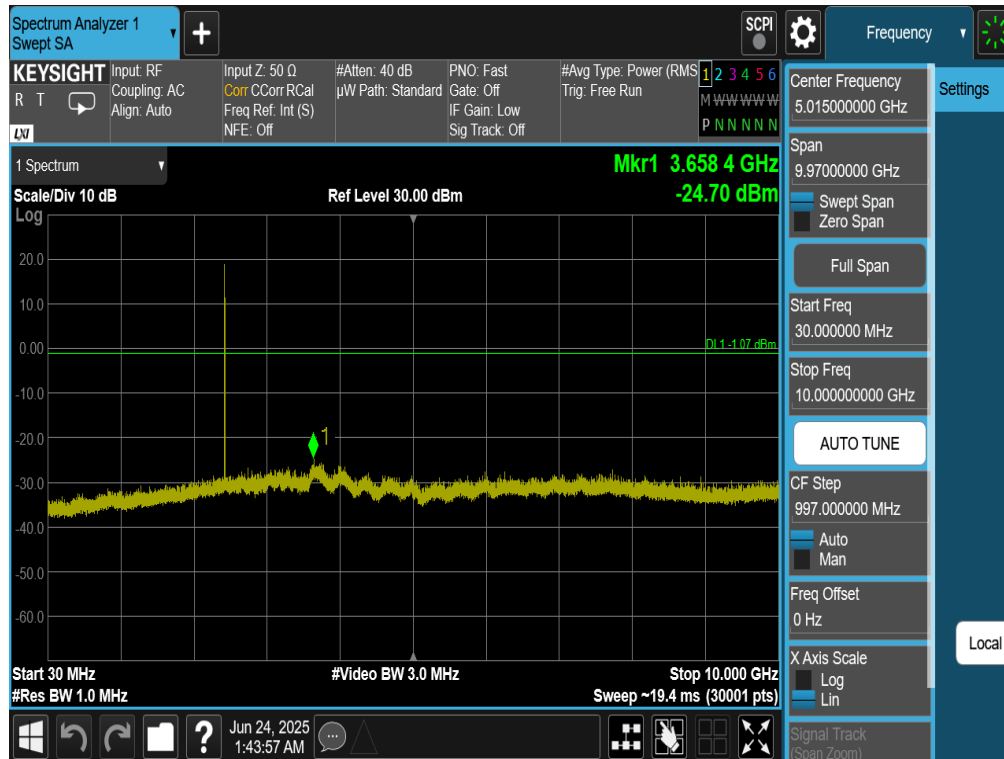 Spectrum Analyzer 1
Swept SA
+
SCPI
Frequency
KEYSIGHT
R T
LXI
Input: RF
Coupling: AC
Align: Auto
Input Z: 50 Ω
Corr CCorr RCal
Freq Ref: Int (S)
NFE: Off
#Atten: 40 dB
µW Path: Standard
PNO: Fast
Gate: Off
IF Gain: Low
Sig Track: Off
#Avg Type: Power (RMS
Trig: Free Run
1 2 3 4 5 6
M W W W W W
P N N N N N
1 Spectrum
Mkr1 3.658 4 GHz
-24.70 dBm
Scale/Div 10 dB
Ref Level 30.00 dBm
Log
20.0
10.0
0.00
DL1 -1.07 dBm
-10.0
-20.0
1
-30.0
-40.0
-50.0
-60.0
Start 30 MHz
#Video BW 3.0 MHz
Stop 10.000 GHz
#Res BW 1.0 MHz
Sweep ~19.4 ms (30001 pts)
?
Jun 24, 2025
1:43:57 AM
Center Frequency
5.015000000 GHz
Span
9.97000000 GHz
Swept Span
Zero Span
Full Span
Start Freq
30.000000 MHz
Stop Freq
10.000000000 GHz
AUTO TUNE
CF Step
997.000000 MHz
Auto
Man
Freq Offset
0 Hz
X Axis Scale
Log
Lin
Signal Track
(Span Zoom)
Settings
Local